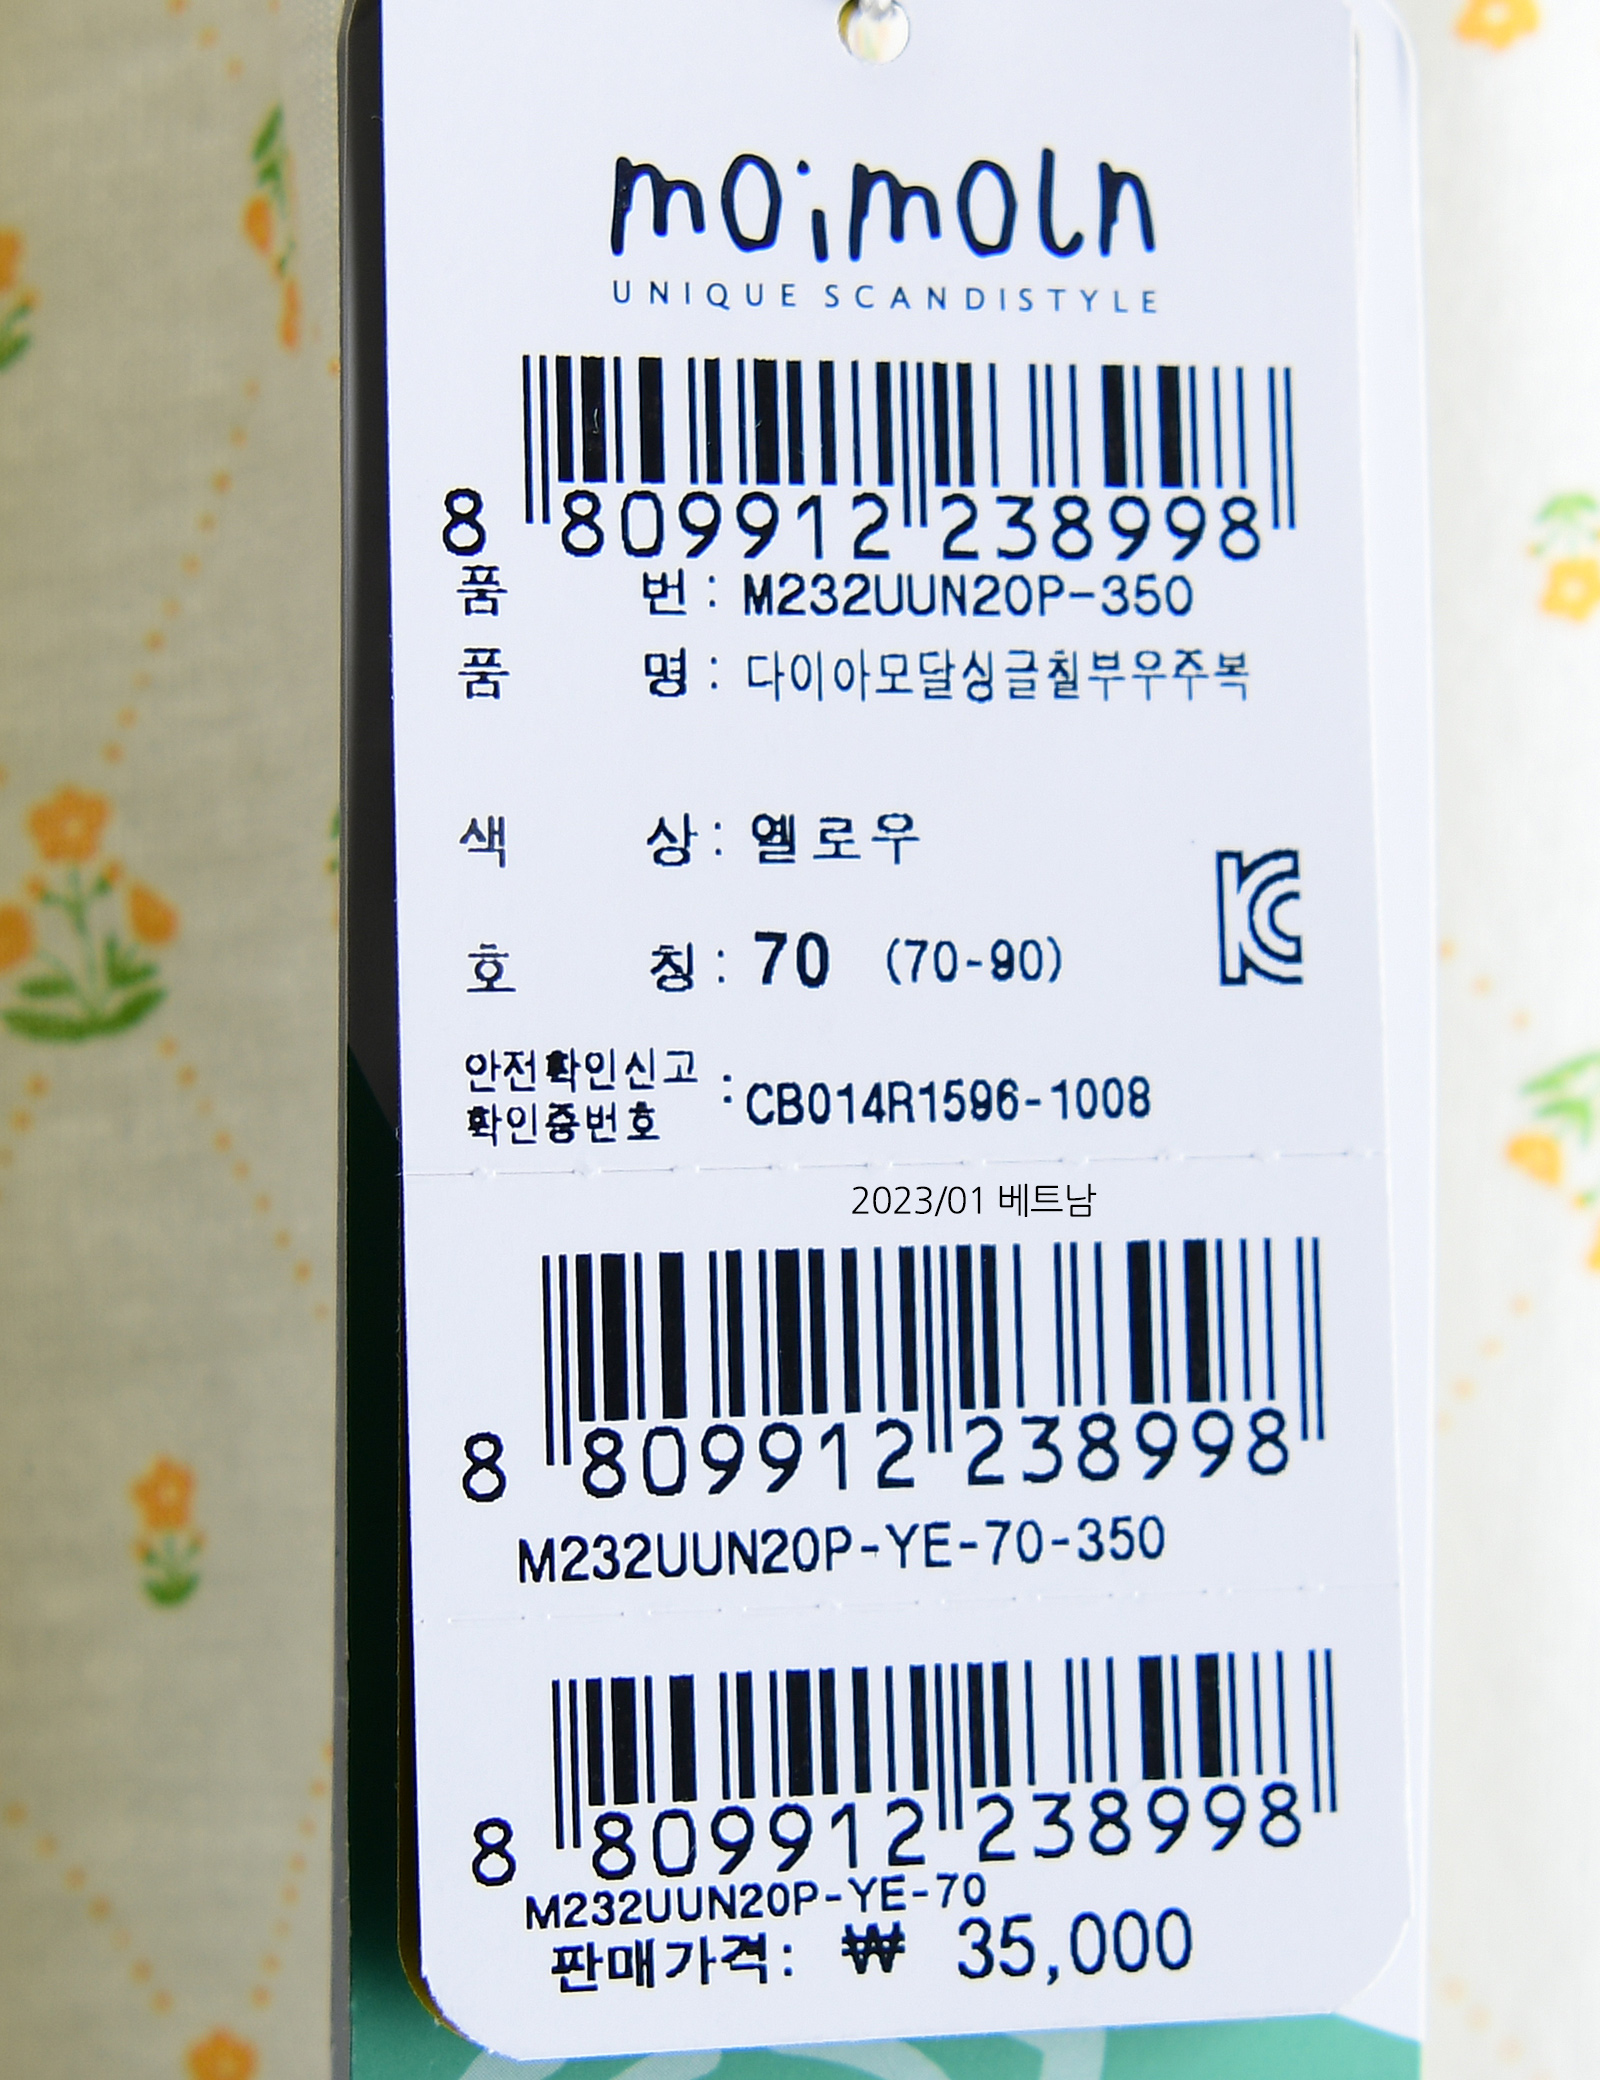 moimoln
UNIQUE SCANDISTYLE
8 809912 238998
품 번 : M232UUN20P-350
품 명 : 다이아모달싱글칠부우주복
색 상 : 옐로우
호 칭 : 70 (70-90)
안전확인신고
확인증번호 : CB014R1596-1008
2023/01 베트남
8 809912 238998
M232UUN20P-YE-70-350
8 809912 238998
M232UUN20P-YE-70
판매가격: ₩ 35,000